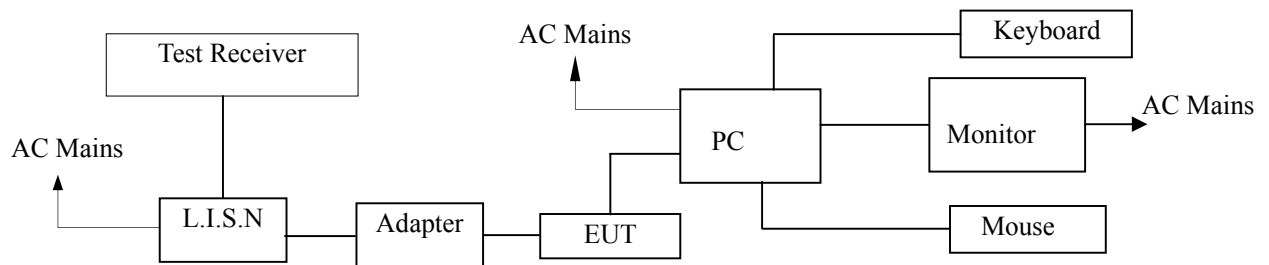 Test Receiver
AC Mains
Keyboard
AC Mains
PC
Monitor
AC Mains
L.I.S.N
Adapter
EUT
Mouse